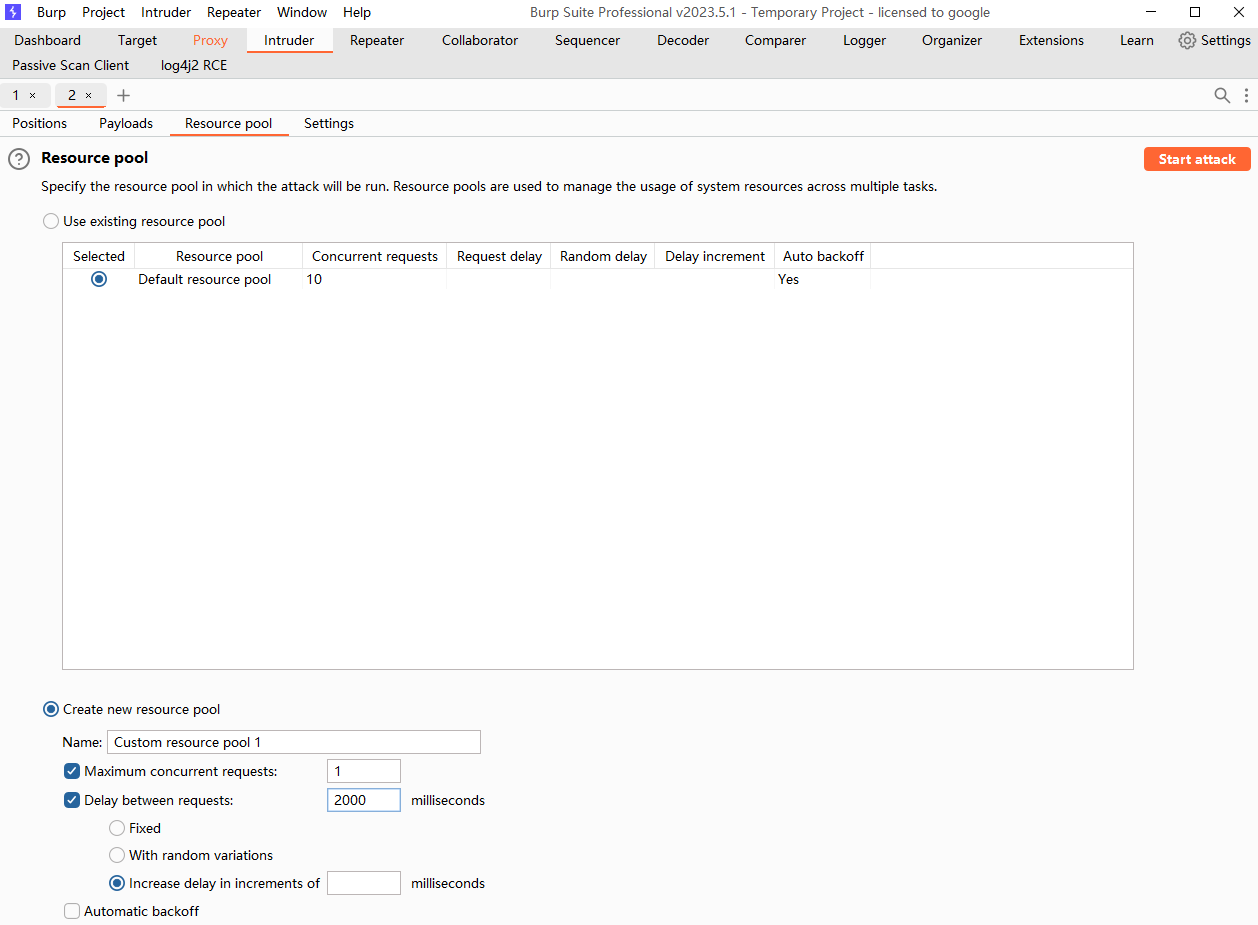 Burp Project Intruder Repeater Window Help Burp Suite Professional v2023.5.1 - Temporary Project - licensed to google
Dashboard Target Proxy Intruder Repeater Collaborator Sequencer Decoder Comparer Logger Organizer Extensions Learn Settings
Passive Scan Client log4j2 RCE
1 × 2 × +
Positions Payloads Resource pool Settings
? Resource pool Start attack
Specify the resource pool in which the attack will be run. Resource pools are used to manage the usage of system resources across multiple tasks.
Use existing resource pool
Selected Resource pool Concurrent requests Request delay Random delay Delay increment Auto backoff
Default resource pool 10 Yes
Create new resource pool
Name: Custom resource pool 1
Maximum concurrent requests: 1
Delay between requests: 2000 milliseconds
Fixed
With random variations
Increase delay in increments of milliseconds
Automatic backoff